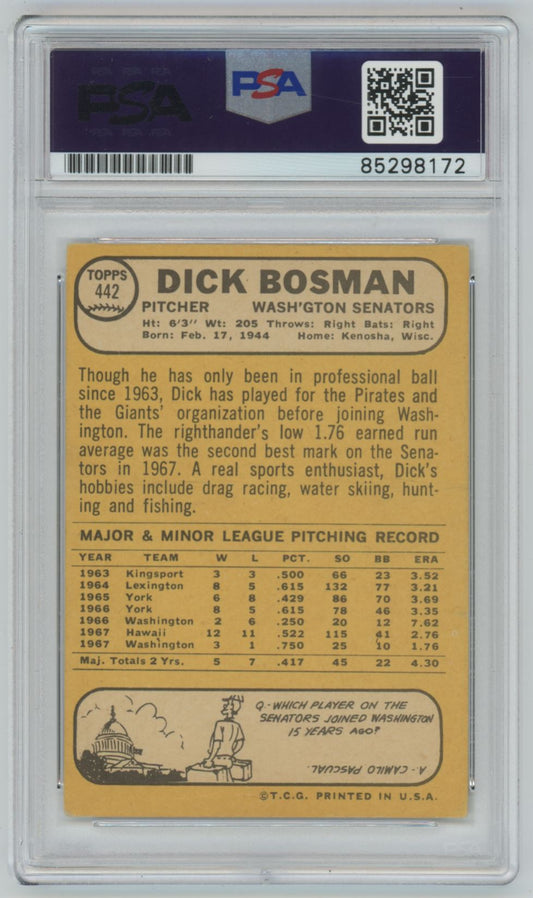 PSA
PSA
85298172
TOPPS
442
DICK BOSMAN
PITCHER WASH'GTON SENATORS
Ht: 6'3" Wt: 205 Throws: Right Bats: Right
Born: Feb. 17, 1944 Home: Kenosha, Wisc.
Though he has only been in professional ball
since 1963, Dick has played for the Pirates and
the Giants' organization before joining Wash-
ington. The righthander's low 1.76 earned run
average was the second best mark on the Sena-
tors in 1967. A real sports enthusiast, Dick's
hobbies include drag racing, water skiing, hunt-
ing and fishing.
MAJOR & MINOR LEAGUE PITCHING RECORD
YEAR TEAM W L PCT. SO BB ERA
1963 Kingsport 3 3 .500 66 23 3.52
1964 Lexington 8 5 .615 132 77 3.21
1965 York 6 8 .429 86 70 3.69
1966 York 8 5 .615 78 46 3.35
1966 Washington 2 6 .250 20 12 7.62
1967 Hawaii 12 11 .522 115 41 2.76
1967 Washington 3 1 .750 25 10 1.76
Maj. Totals 2 Yrs. 5 7 .417 45 22 4.30
Q.-WHICH PLAYER ON THE
SENATORS JOINED WASHINGTON
15 YEARS AGO?
A.- CAMILO PASCUAL.
©T.C.G. PRINTED IN U.S.A.